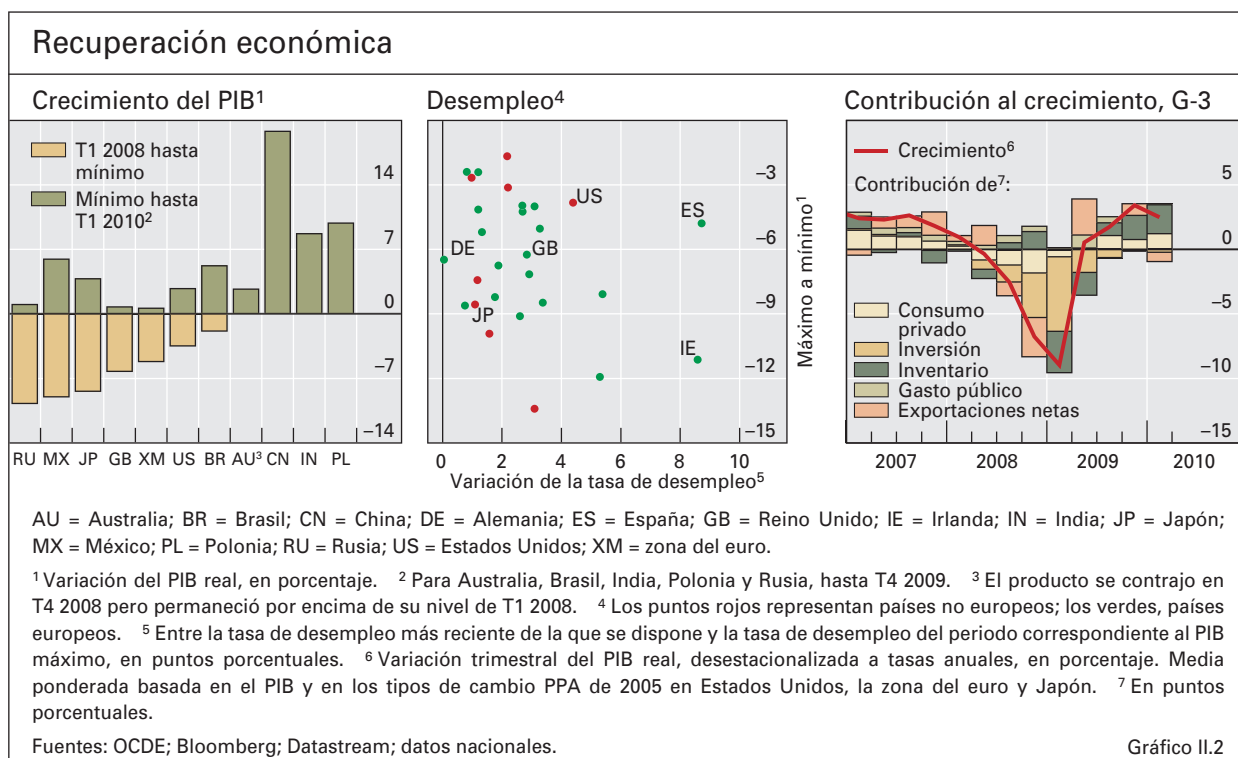 Recuperación económica
Crecimiento del PIB¹
T1 2008 hasta
mínimo
Mínimo hasta
T1 2010²
14
7
0
–7
–14
RU MX JP GB XM US BR AU³ CN IN PL
Desempleo⁴
US
ES
DE
GB
JP
IE
–3
–6
–9
–12
–15
Máximo a mínimo¹
0 2 4 6 8 10
Variación de la tasa de desempleo⁵
Contribución al crecimiento, G-3
Crecimiento⁶
Contribución de⁷:
Consumo
privado
Inversión
Inventario
Gasto público
Exportaciones netas
5
0
–5
–10
–15
2007 2008 2009 2010
AU = Australia; BR = Brasil; CN = China; DE = Alemania; ES = España; GB = Reino Unido; IE = Irlanda; IN = India; JP = Japón;
MX = México; PL = Polonia; RU = Rusia; US = Estados Unidos; XM = zona del euro.
¹ Variación del PIB real, en porcentaje. ² Para Australia, Brasil, India, Polonia y Rusia, hasta T4 2009. ³ El producto se contrajo en
T4 2008 pero permaneció por encima de su nivel de T1 2008. ⁴ Los puntos rojos representan países no europeos; los verdes, países
europeos. ⁵ Entre la tasa de desempleo más reciente de la que se dispone y la tasa de desempleo del periodo correspondiente al PIB
máximo, en puntos porcentuales. ⁶ Variación trimestral del PIB real, desestacionalizada a tasas anuales, en porcentaje. Media
ponderada basada en el PIB y en los tipos de cambio PPA de 2005 en Estados Unidos, la zona del euro y Japón. ⁷ En puntos
porcentuales.
Fuentes: OCDE; Bloomberg; Datastream; datos nacionales.
Gráfico II.2